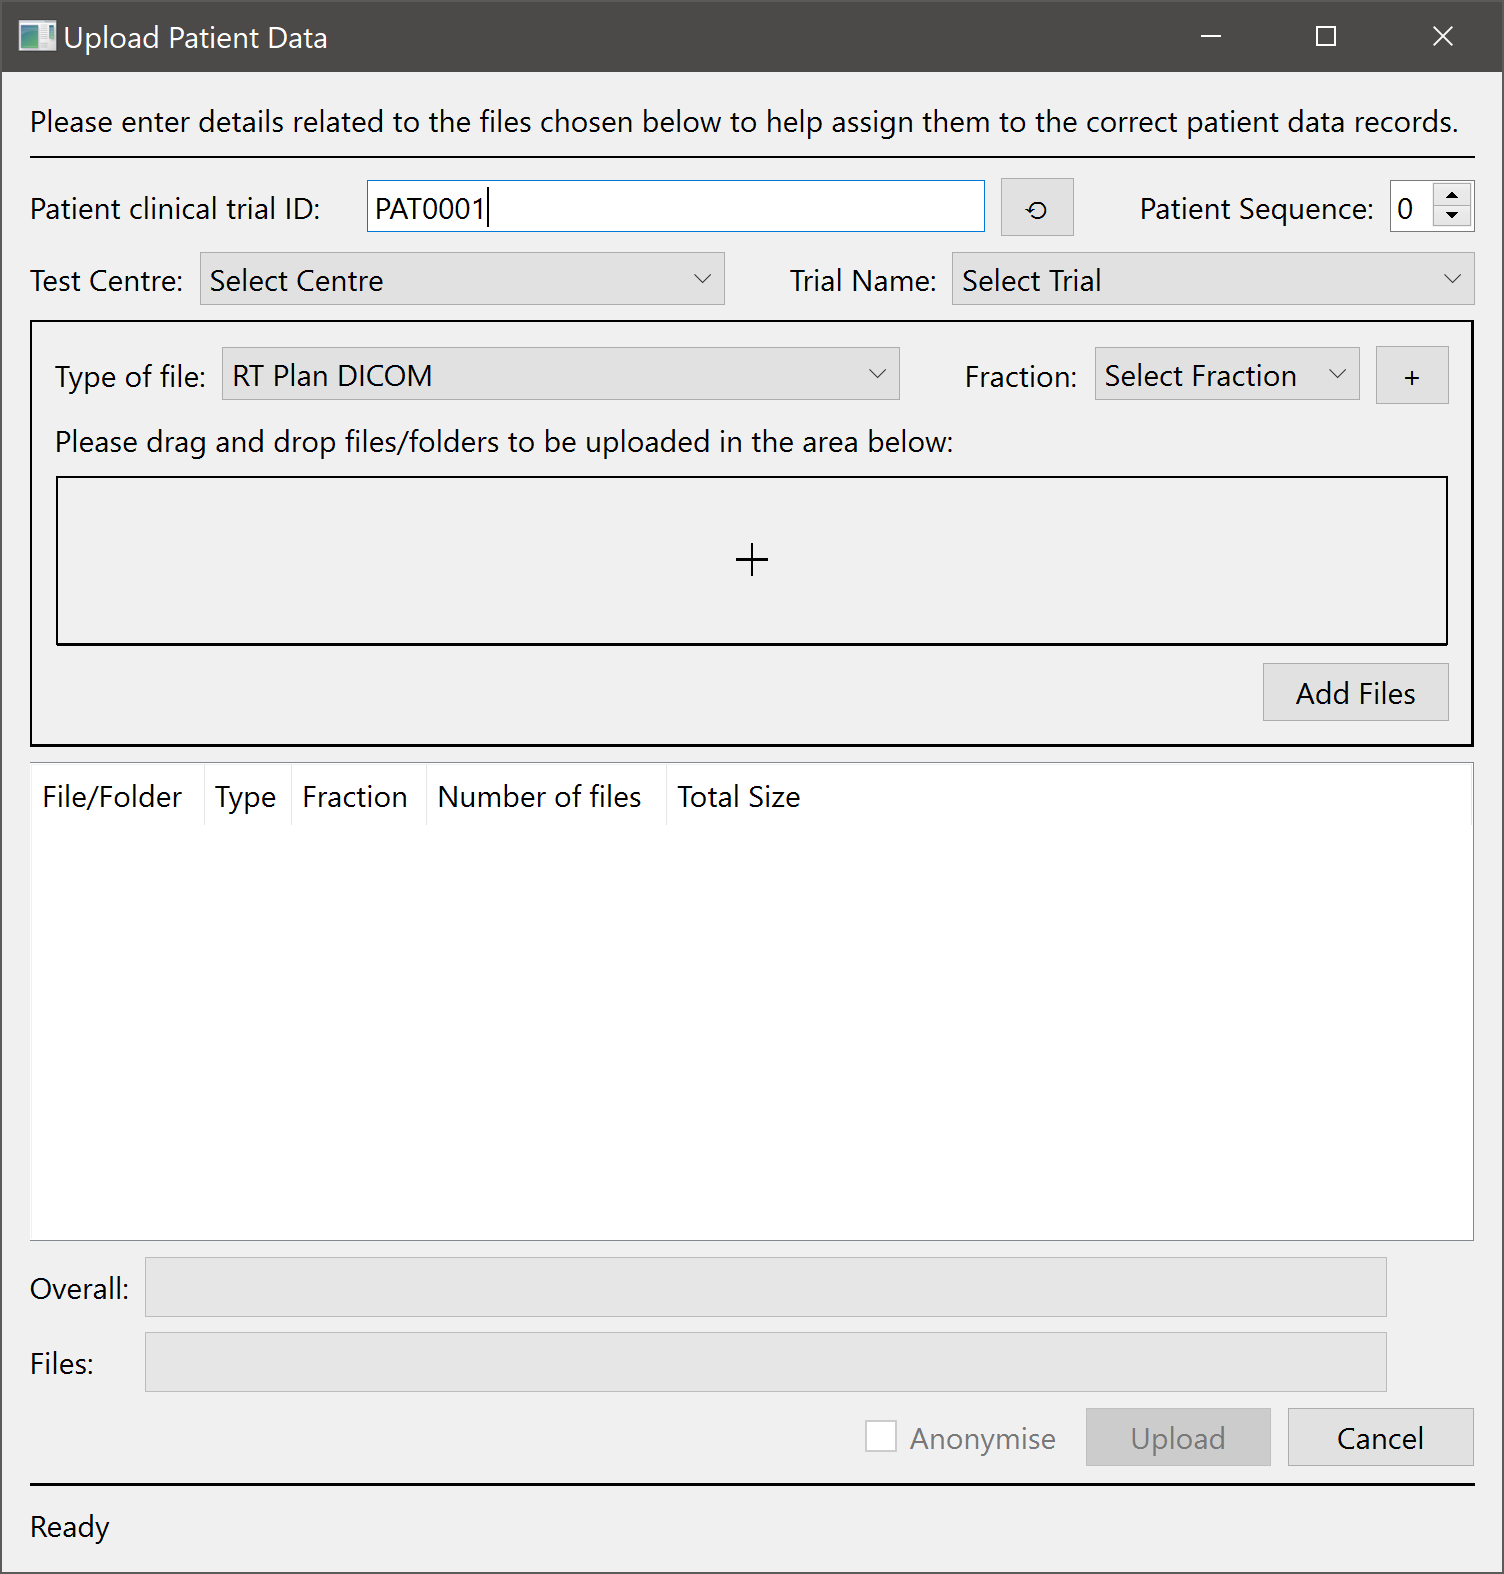 Upload Patient Data
Please enter details related to the files chosen below to help assign them to the correct patient data records.
Patient clinical trial ID: PAT0001 Patient Sequence: 0
Test Centre: Select Centre Trial Name: Select Trial
Type of file: RT Plan DICOM Fraction: Select Fraction +
Please drag and drop files/folders to be uploaded in the area below:
Add Files
File/Folder Type Fraction Number of files Total Size
Overall:
Files:
Anonymise Upload Cancel
Ready